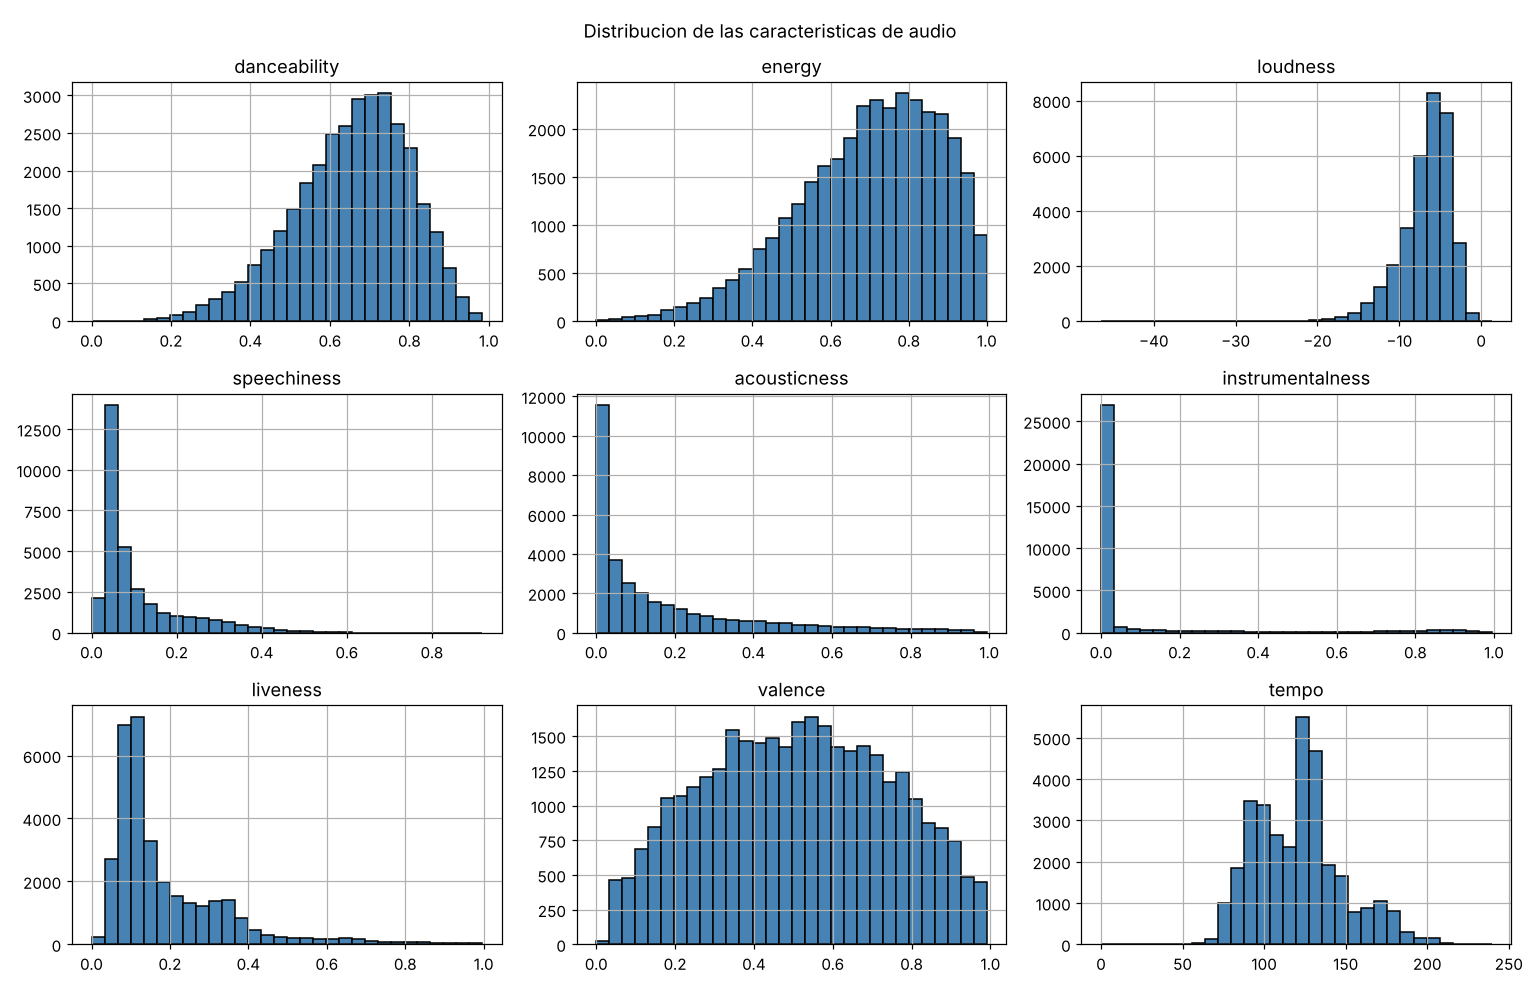 Distribucion de las caracteristicas de audio
danceability
energy
loudness
3000
2500
2000
1500
1000
500
0
0.0 0.2 0.4 0.6 0.8 1.0
2000
1500
1000
500
0
0.0 0.2 0.4 0.6 0.8 1.0
8000
6000
4000
2000
0
−40 −30 −20 −10 0
speechiness
acousticness
instrumentalness
12500
10000
7500
5000
2500
0
0.0 0.2 0.4 0.6 0.8
12000
10000
8000
6000
4000
2000
0
0.0 0.2 0.4 0.6 0.8 1.0
25000
20000
15000
10000
5000
0
0.0 0.2 0.4 0.6 0.8 1.0
liveness
valence
tempo
6000
4000
2000
0
0.0 0.2 0.4 0.6 0.8 1.0
1500
1250
1000
750
500
250
0
0.0 0.2 0.4 0.6 0.8 1.0
5000
4000
3000
2000
1000
0
0 50 100 150 200 250